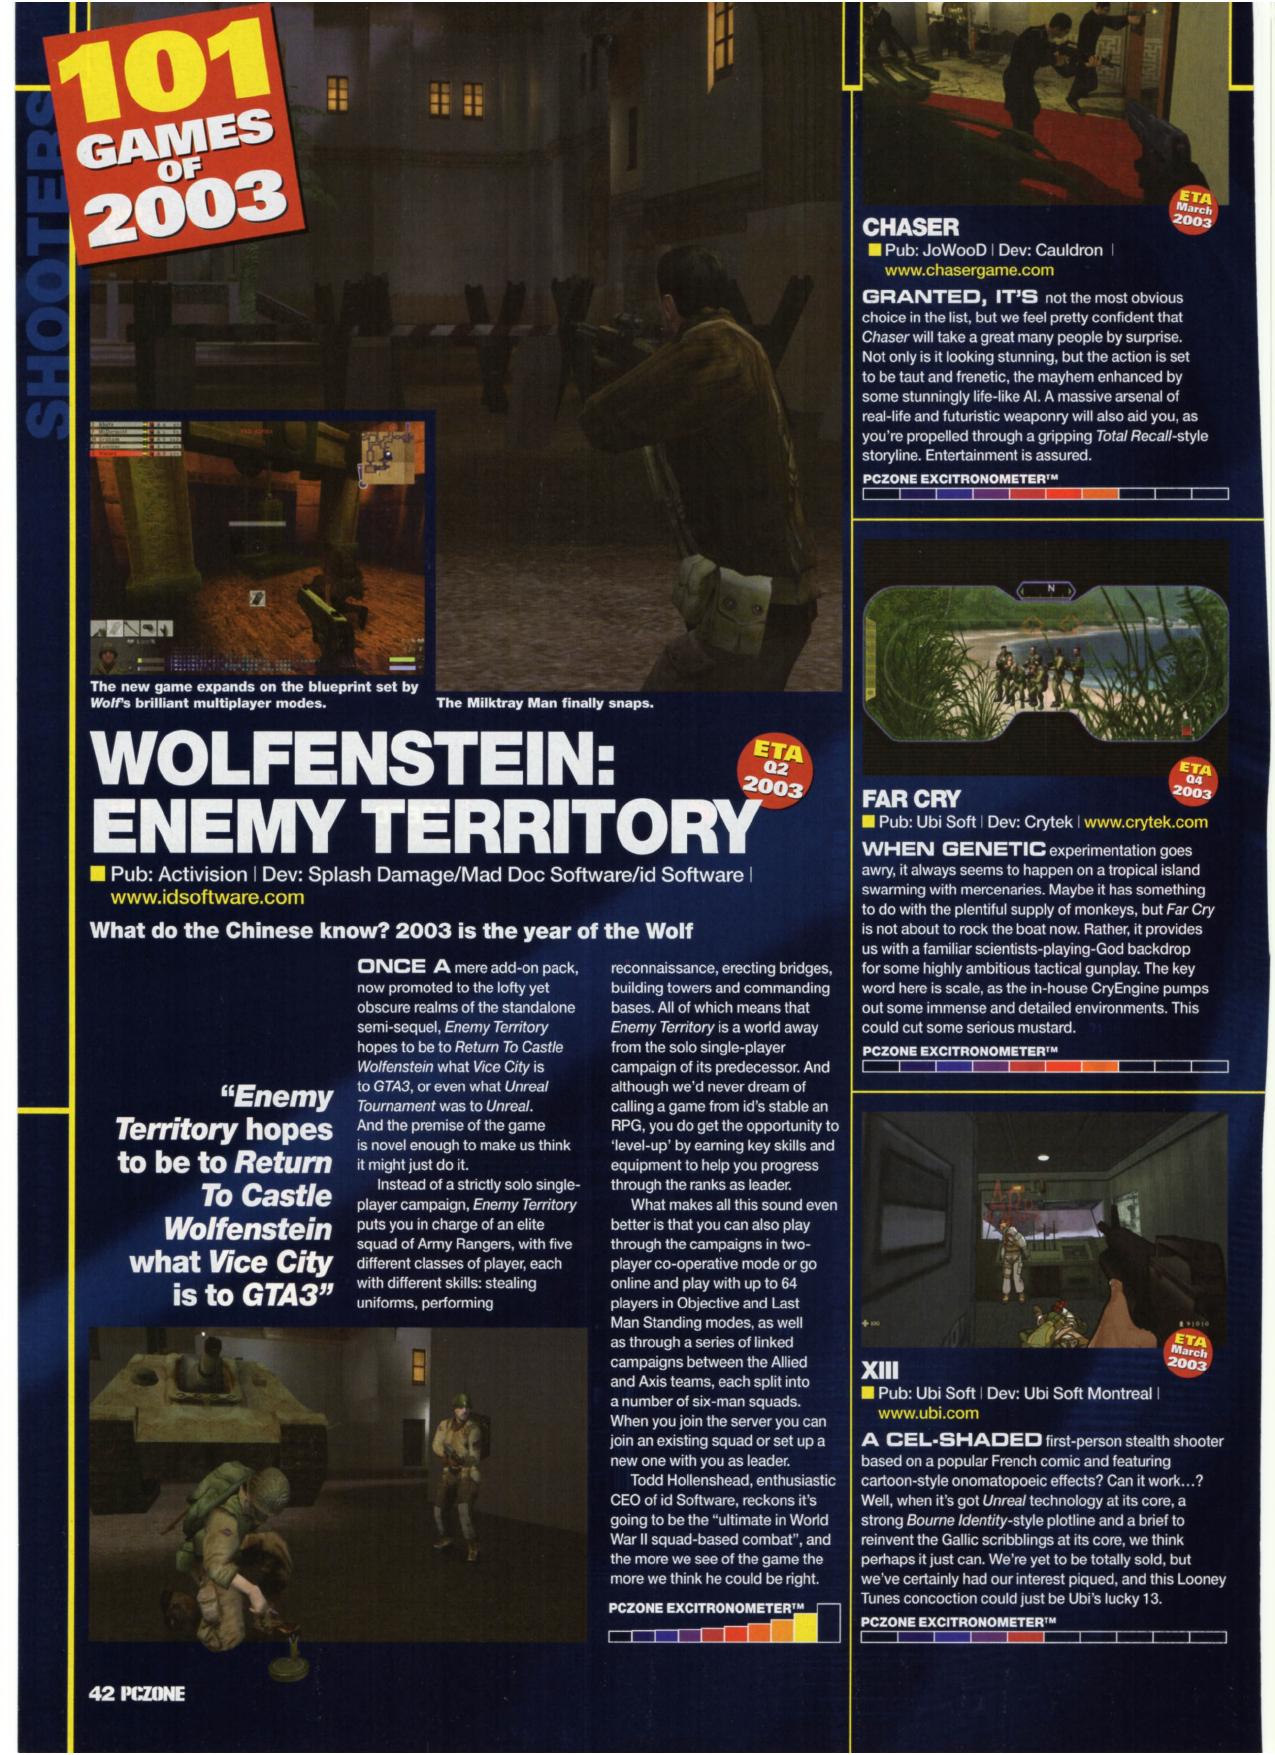 101
GAMES
OF
2003
SHOOTERS
The new game expands on the blueprint set by
Wolf's brilliant multiplayer modes.
The Milktray Man finally snaps.
WOLFENSTEIN:
ENEMY TERRITORY
ETA
Q2
2003
Pub: Activision | Dev: Splash Damage/Mad Doc Software/id Software |
www.idsoftware.com
What do the Chinese know? 2003 is the year of the Wolf
"Enemy
Territory hopes
to be to Return
To Castle
Wolfenstein
what Vice City
is to GTA3"
ONCE A mere add-on pack,
now promoted to the lofty yet
obscure realms of the standalone
semi-sequel, Enemy Territory
hopes to be to Return To Castle
Wolfenstein what Vice City is
to GTA3, or even what Unreal
Tournament was to Unreal.
And the premise of the game
is novel enough to make us think
it might just do it.
Instead of a strictly solo single-
player campaign, Enemy Territory
puts you in charge of an elite
squad of Army Rangers, with five
different classes of player, each
with different skills: stealing
uniforms, performing
reconnaissance, erecting bridges,
building towers and commanding
bases. All of which means that
Enemy Territory is a world away
from the solo single-player
campaign of its predecessor. And
although we'd never dream of
calling a game from id's stable an
RPG, you do get the opportunity to
'level-up' by earning key skills and
equipment to help you progress
through the ranks as leader.
What makes all this sound even
better is that you can also play
through the campaigns in two-
player co-operative mode or go
online and play with up to 64
players in Objective and Last
Man Standing modes, as well
as through a series of linked
campaigns between the Allied
and Axis teams, each split into
a number of six-man squads.
When you join the server you can
join an existing squad or set up a
new one with you as leader.
Todd Hollenshead, enthusiastic
CEO of id Software, reckons it's
going to be the "ultimate in World
War II squad-based combat", and
the more we see of the game the
more we think he could be right.
PCZONE EXCITRONOMETER™
ETA
March
2003
CHASER
Pub: JoWooD | Dev: Cauldron |
www.chasergame.com
GRANTED, IT'S not the most obvious
choice in the list, but we feel pretty confident that
Chaser will take a great many people by surprise.
Not only is it looking stunning, but the action is set
to be taut and frenetic, the mayhem enhanced by
some stunningly life-like AI. A massive arsenal of
real-life and futuristic weaponry will also aid you, as
you're propelled through a gripping Total Recall-style
storyline. Entertainment is assured.
PCZONE EXCITRONOMETER™
N
ETA
Q4
2003
FAR CRY
Pub: Ubi Soft | Dev: Crytek | www.crytek.com
WHEN GENETIC experimentation goes
awry, it always seems to happen on a tropical island
swarming with mercenaries. Maybe it has something
to do with the plentiful supply of monkeys, but Far Cry
is not about to rock the boat now. Rather, it provides
us with a familiar scientists-playing-God backdrop
for some highly ambitious tactical gunplay. The key
word here is scale, as the in-house CryEngine pumps
out some immense and detailed environments. This
could cut some serious mustard.
PCZONE EXCITRONOMETER™
ETA
March
2003
XIII
Pub: Ubi Soft | Dev: Ubi Soft Montreal |
www.ubi.com
A CEL-SHADED first-person stealth shooter
based on a popular French comic and featuring
cartoon-style onomatopoeic effects? Can it work...?
Well, when it's got Unreal technology at its core, a
strong Bourne Identity-style plotline and a brief to
reinvent the Gallic scribblings at its core, we think
perhaps it just can. We're yet to be totally sold, but
we've certainly had our interest piqued, and this Looney
Tunes concoction could just be Ubi's lucky 13.
PCZONE EXCITRONOMETER™
42 PCZONE